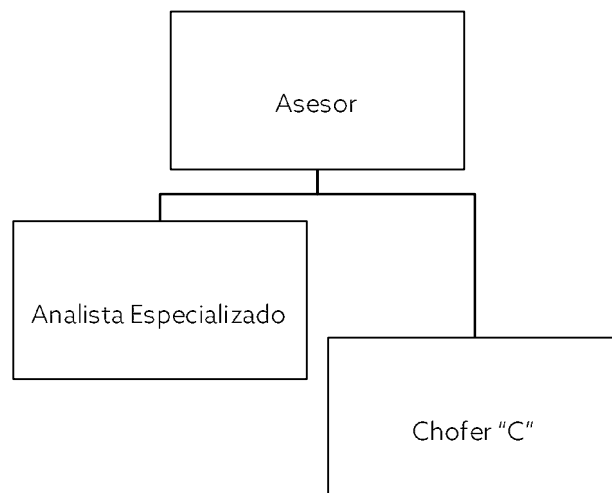 Asesor
Analista Especializado
Chofer “C“